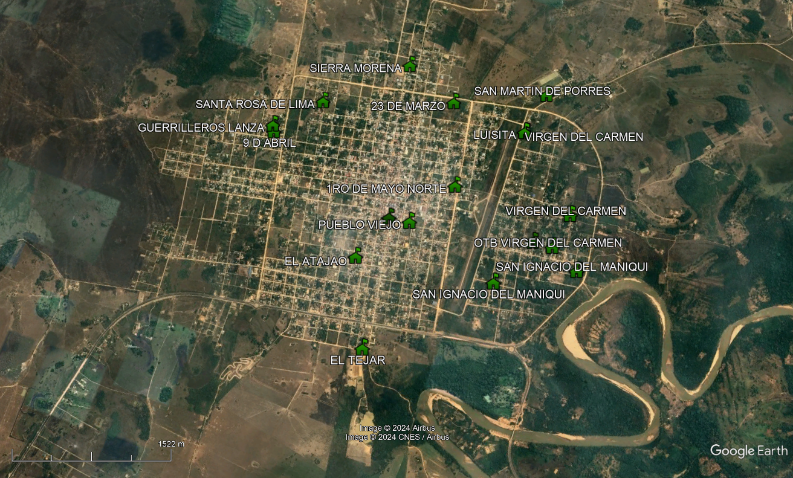 SIERRA MORENA
SAN MARTIN DE PORRES
SANTA ROSA DE LIMA
23 DE MARZO
GUERRILLEROS LANZA
LUISITA
VIRGEN DEL CARMEN
9 D ABRIL
1RO DE MAYO NORTE
VIRGEN DEL CARMEN
PUEBLO VIEJO
OTB VIRGEN DEL CARMEN
EL ATAJAO
SAN IGNACIO DEL MANIQUI
SAN IGNACIO DEL MANIQUI
EL TEJAR
Image © 2024 Airbus
Image © 2024 CNES / Airbus
1522 m
Google Earth